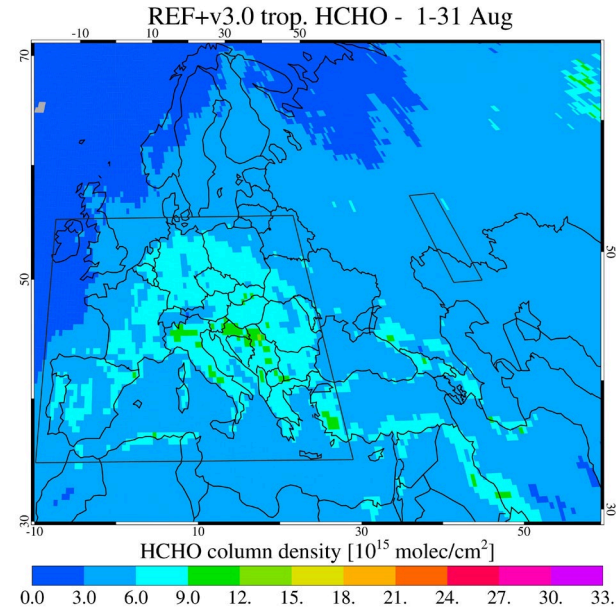 REF+v3.0 trop. HCHO - 1-31 Aug
-10 10 20 30 40 50
70
50
30
50
30
-10 10 30 50
HCHO column density [10¹⁵ molec/cm²]
0.0 3.0 6.0 9.0 12. 15. 18. 21. 24. 27. 30. 33